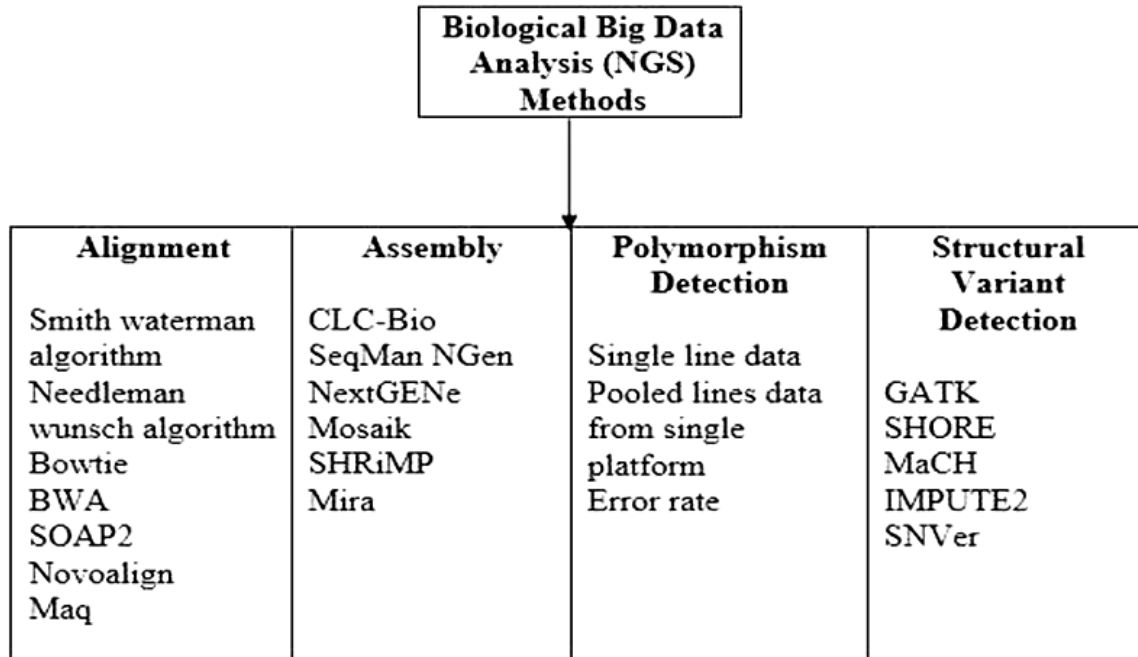 Biological Big Data
Analysis (NGS)
Methods
Alignment
Smith waterman
algorithm
Needleman
wunsch algorithm
Bowtie
BWA
SOAP2
Novoalign
Maq
Assembly
CLC-Bio
SeqMan NGen
NextGENe
Mosaik
SHRiMP
Mira
Polymorphism
Detection
Single line data
Pooled lines data
from single
platform
Error rate
Structural
Variant
Detection
GATK
SHORE
MaCH
IMPUTE2
SNVer